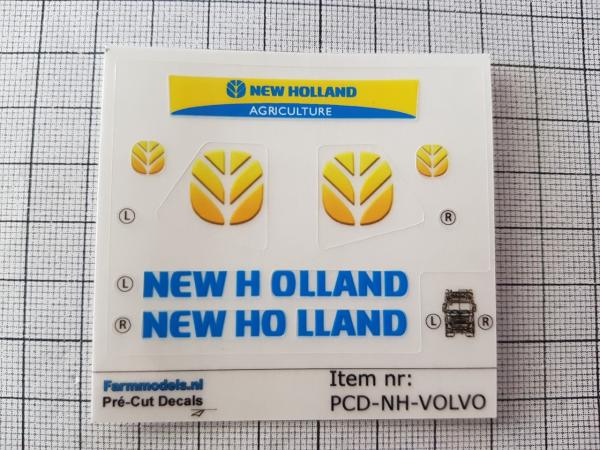 NEW HOLLAND
AGRICULTURE
L
R
L NEW H OLLAND
R NEW HO LLAND
L R
Farmmodels.nl
Pré-Cut Decals
Item nr:
PCD-NH-VOLVO